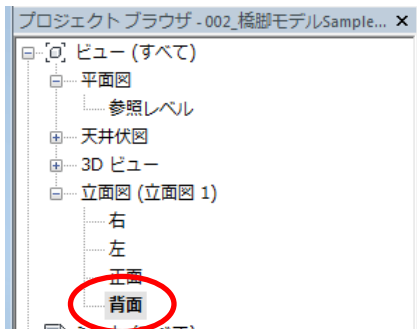 プロジェクト ブラウザ - 002_橋脚モデルSample...
ビュー (すべて)
平面図
参照レベル
天井伏図
3D ビュー
立面図 (立面図 1)
右
左
正面
背面